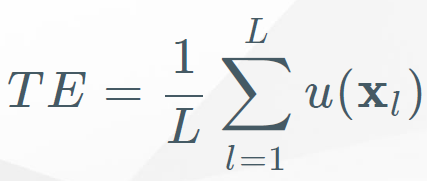 TE = \frac{1}{L} \sum_{l=1}^{L} u(\mathbf{x}_l)